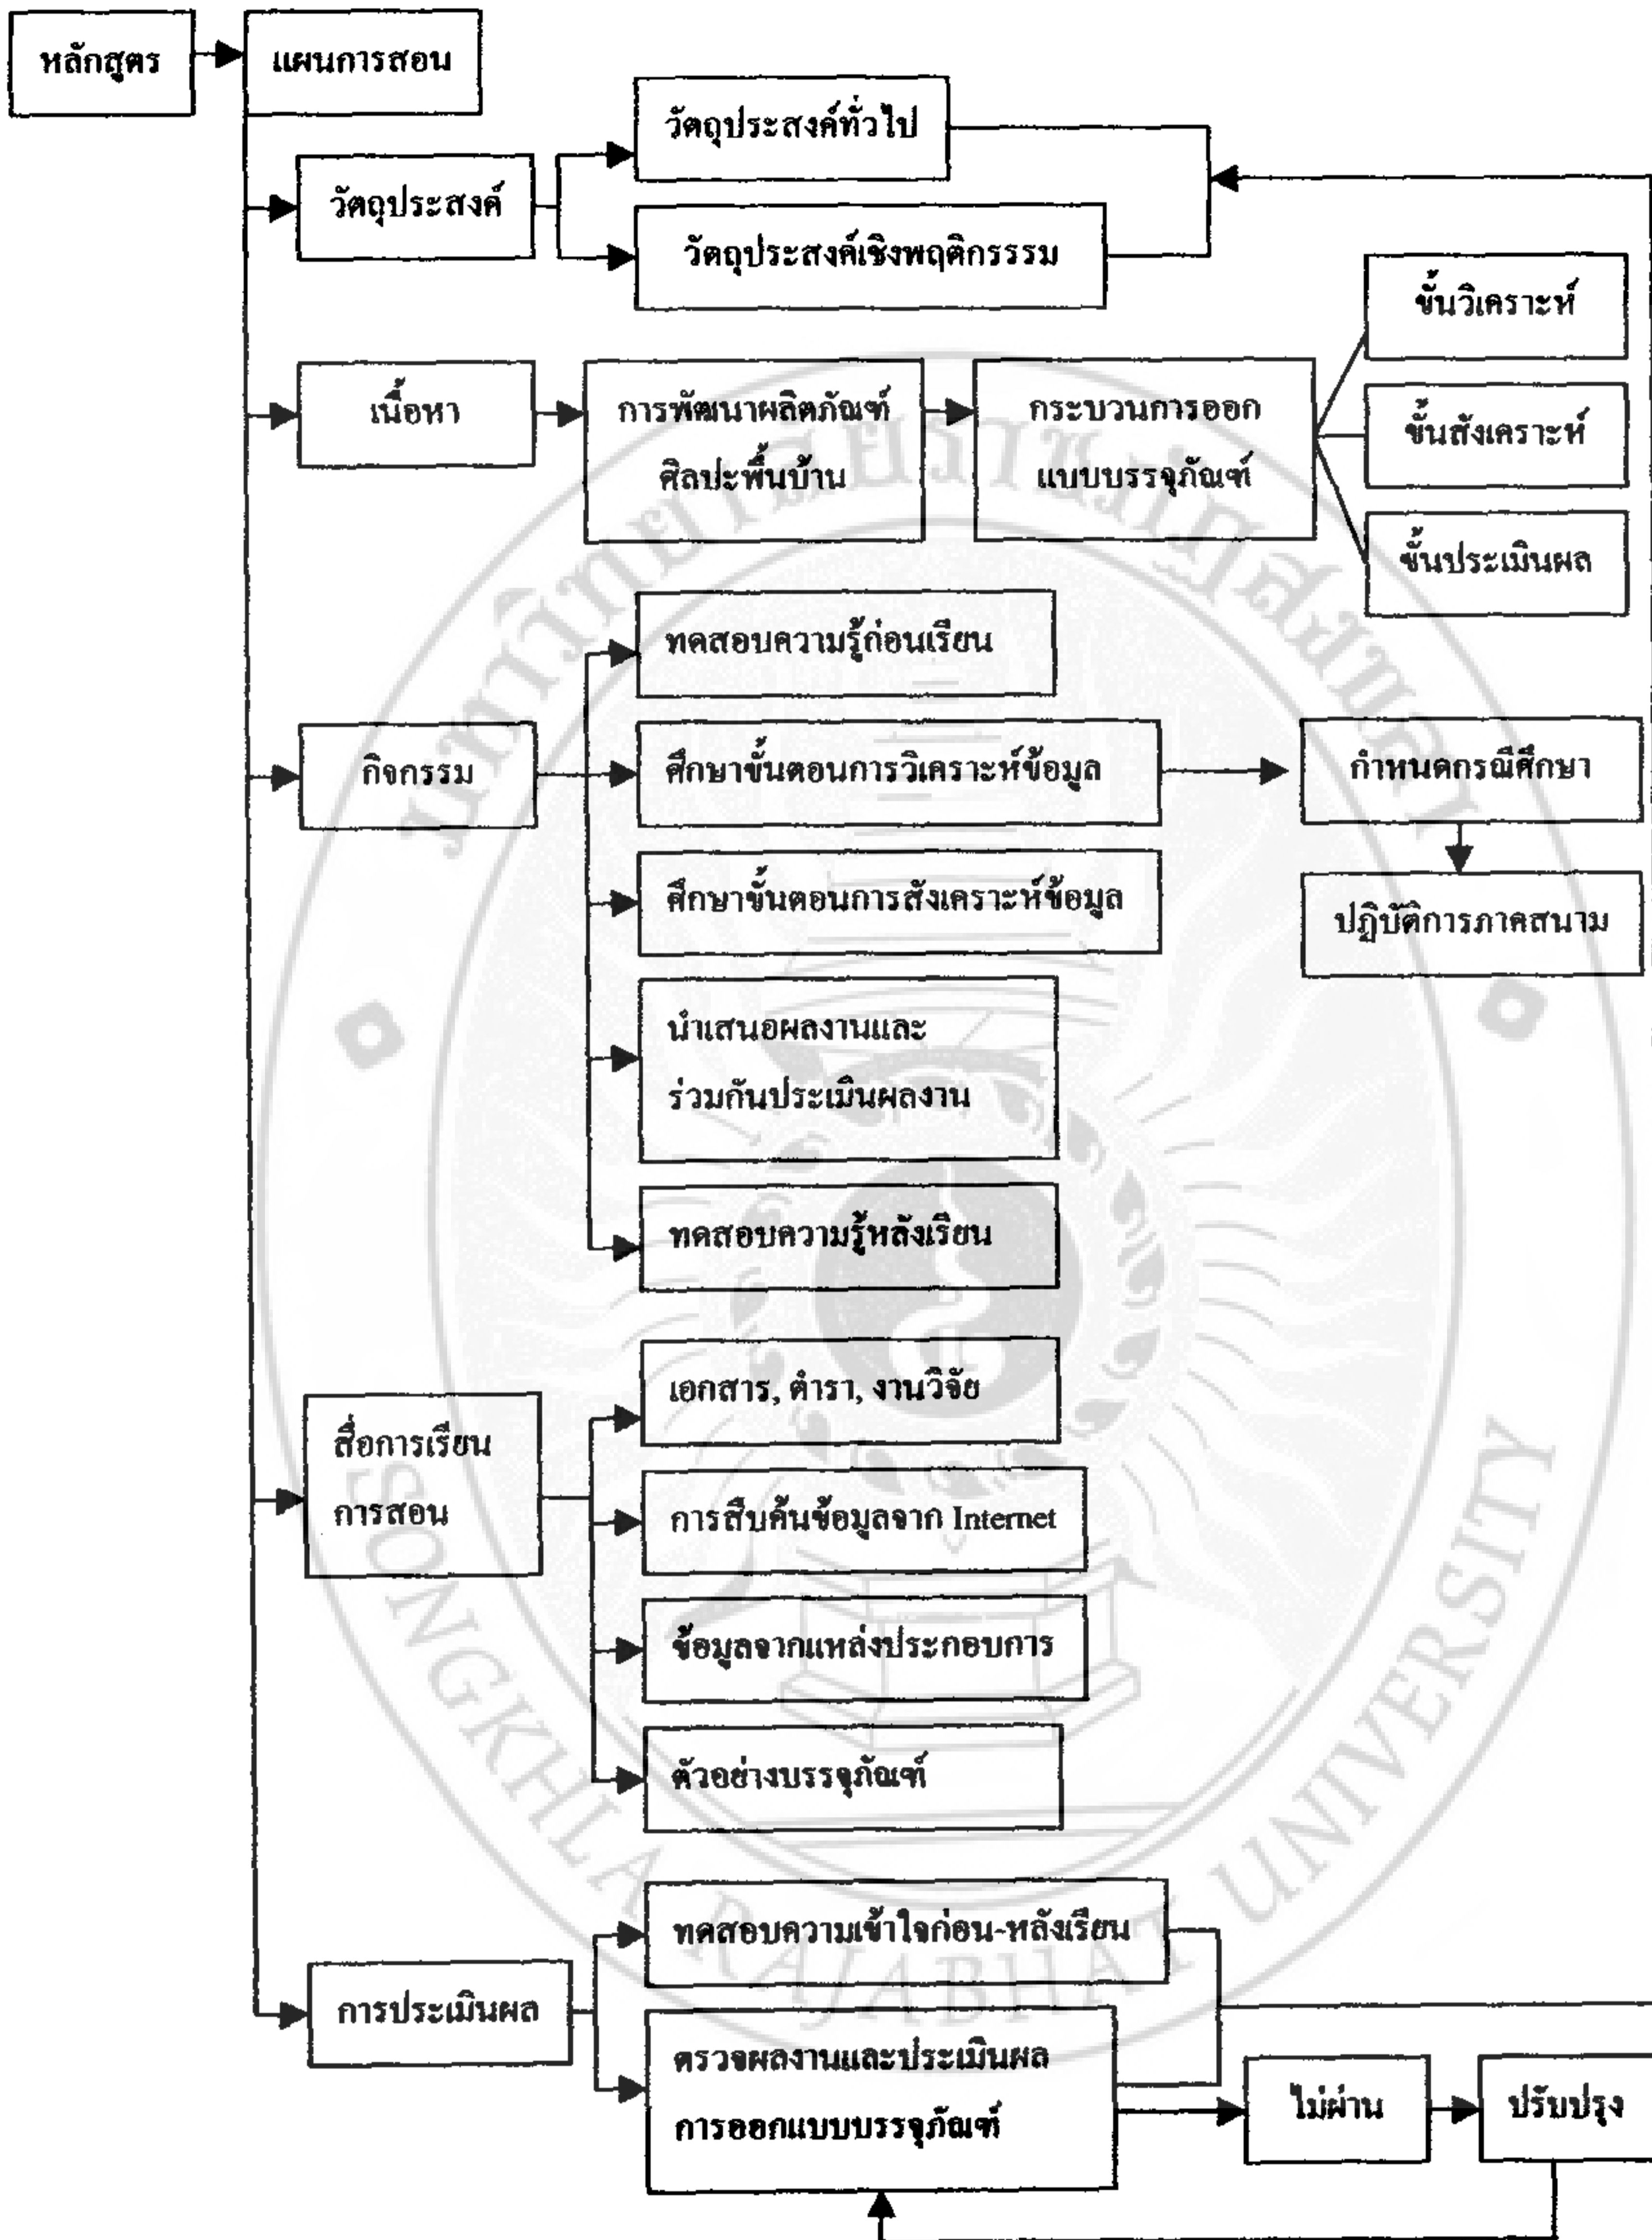 หลักสูตร
แผนการสอน
วัตถุประสงค์ทั่วไป
วัตถุประสงค์
วัตถุประสงค์เชิงพฤติกรรรม
ขั้นวิเคราะห์
เนื้อหา
การพัฒนาผลิตภัณฑ์
ศิลปะพื้นบ้าน
กระบวนการออก
แบบบรรจุภัณฑ์
ขั้นสังเคราะห์
ขั้นประเมินผล
ทดสอบความรู้ก่อนเรียน
กิจกรรม
ศึกษาขั้นตอนการวิเคราะห์ข้อมูล
กำหนดกรณีศึกษา
ศึกษาขั้นตอนการสังเคราะห์ข้อมูล
ปฏิบัติการภาคสนาม
นำเสนอผลงานและ
ร่วมกันประเมินผลงาน
ทดสอบความรู้หลังเรียน
เอกสาร, ตำรา, งานวิจัย
สื่อการเรียน
การสอน
การสืบค้นข้อมูลจาก Internet
ข้อมูลจากแหล่งประกอบการ
ตัวอย่างบรรจุภัณฑ์
ทดสอบความเข้าใจก่อน-หลังเรียน
การประเมินผล
ตรวจผลงานและประเมินผล
การออกแบบบรรจุภัณฑ์
ไม่ผ่าน
ปรับปรุง
มหาวิทยาลัยราชภัฏสงขลา
SONGKHLA RAJABHAT UNIVERSITY